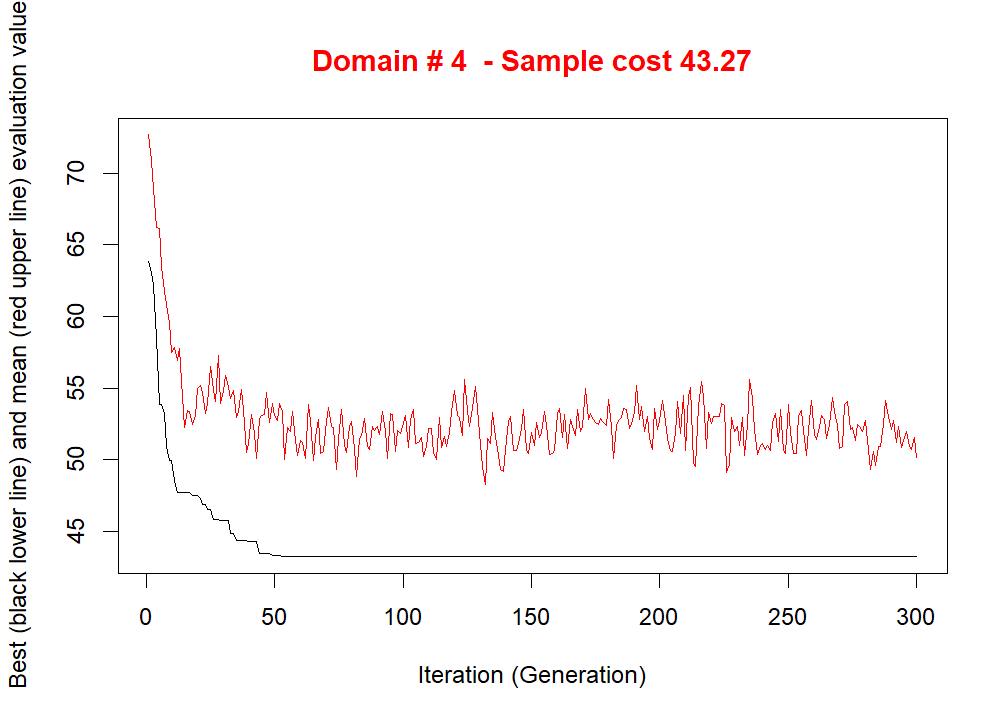 Domain # 4  - Sample cost 43.27
Best (black lower line) and mean (red upper line) evaluation value
70
65
60
55
50
45
0 50 100 150 200 250 300
Iteration (Generation)